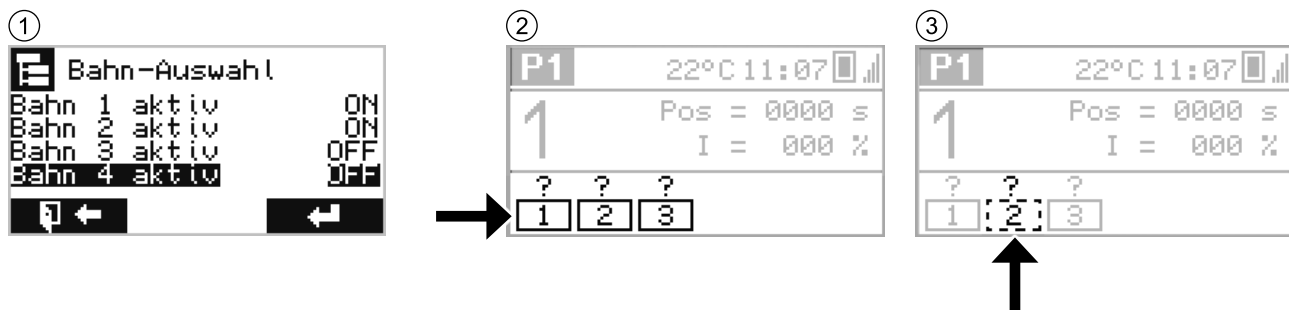 1
Bahn-Auswahl
Bahn 1 aktiv ON
Bahn 2 aktiv ON
Bahn 3 aktiv OFF
Bahn 4 aktiv OFF
2
P1 22°C 11:07
1 Pos = 0000 s
I = 000 %
? ? ?
1 2 3
3
P1 22°C 11:07
1 Pos = 0000 s
I = 000 %
? ? ?
1 2 3